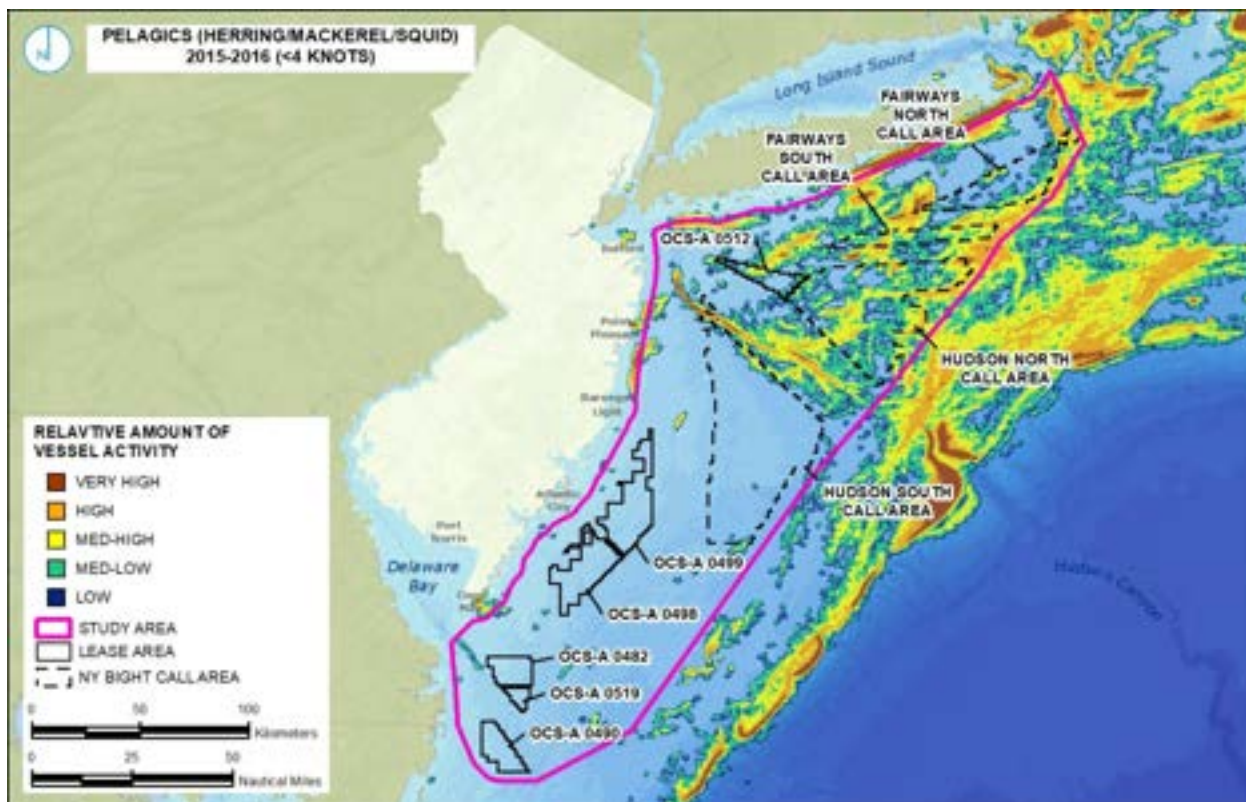 N
PELAGICS (HERRING/MACKEREL/SQUID)
2015-2016 (<4 KNOTS)
Long Island Sound
FAIRWAYS
NORTH
CALL AREA
FAIRWAYS
SOUTH
CALL AREA
OCS-A 0512
Point
HUDSON NORTH
CALL AREA
Barnegat
Light
HUDSON SOUTH
CALL AREA
Atlantic
City
Port
Norris
Delaware
Bay
Cape
OCS-A 0499
OCS-A 0498
OCS-A 0482
OCS-A 0519
OCS-A 0490
Canyon
RELAVTIVE AMOUNT OF
VESSEL ACTIVITY
VERY HIGH
HIGH
MED-HIGH
MED-LOW
LOW
STUDY AREA
LEASE AREA
NY BIGHT CALL AREA
0 50 100
Kilometers
0 25 50
Nautical Miles